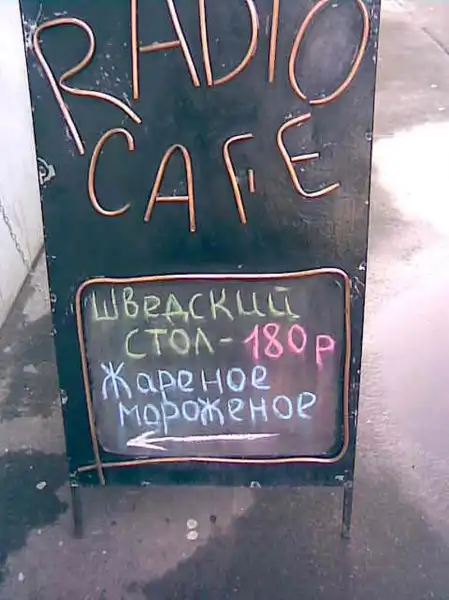 RADIO
CAFE
ШВЕДСКИЙ
СТОЛ - 180р
Жареное
мороженое